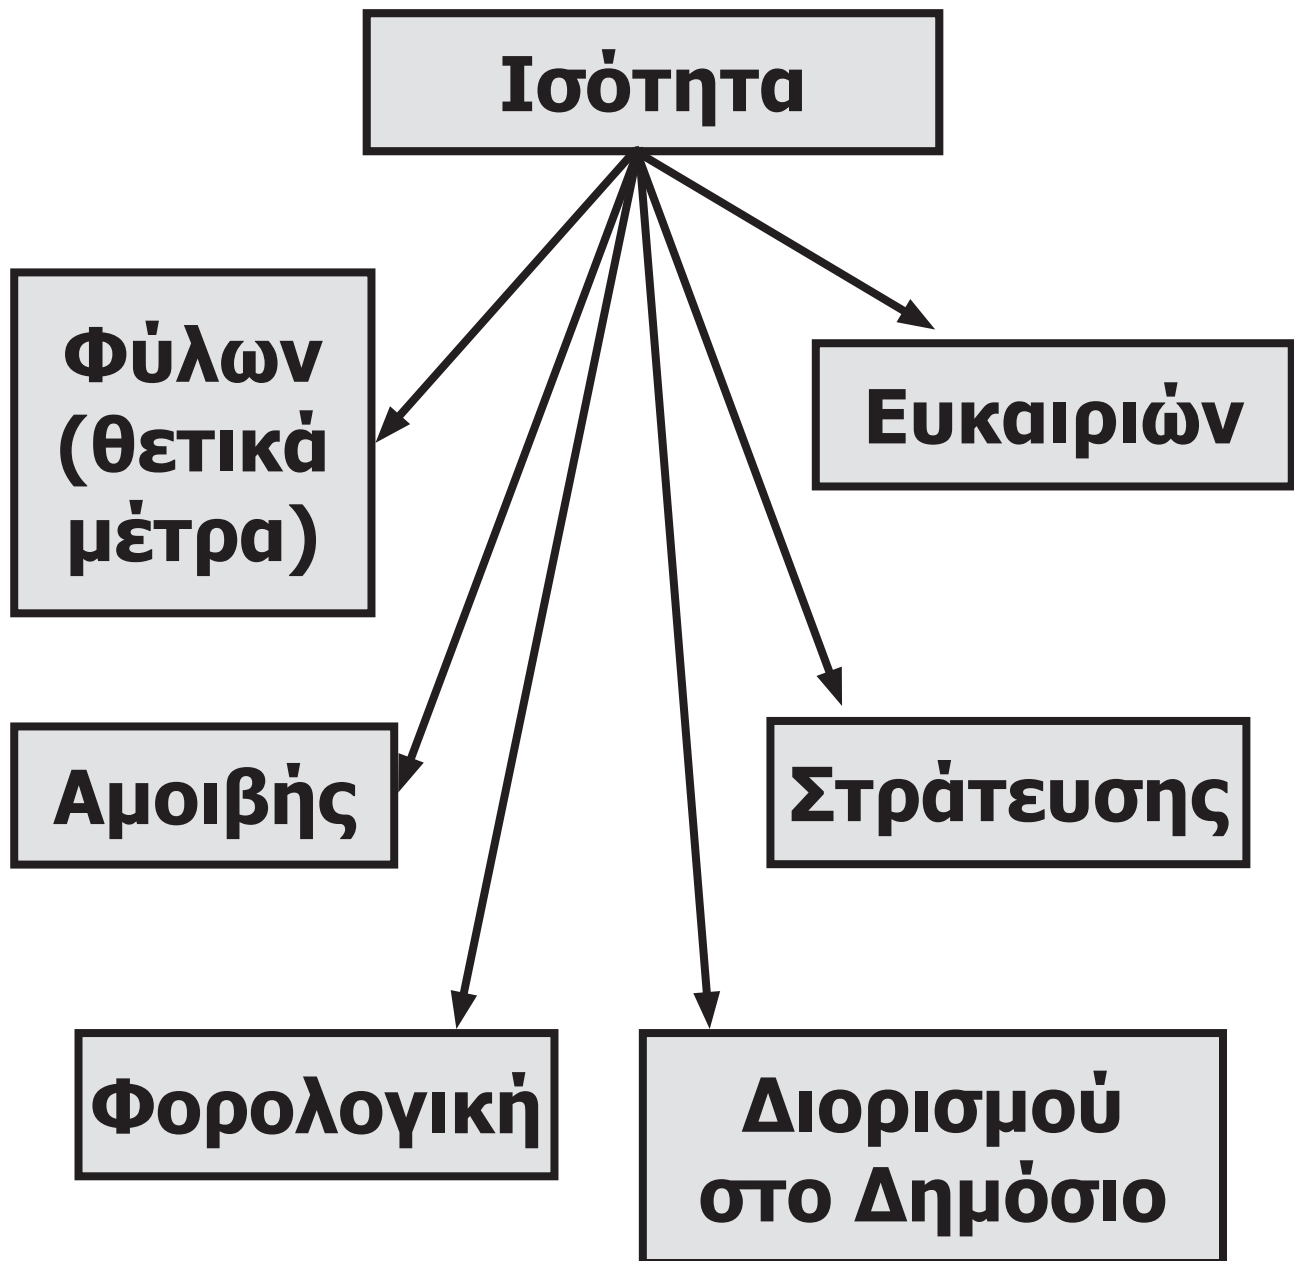 Ισότητα
Φύλων
(θετικά
μέτρα)
Ευκαιριών
Αμοιβής
Στράτευσης
Φορολογική
Διορισμού
στο Δημόσιο